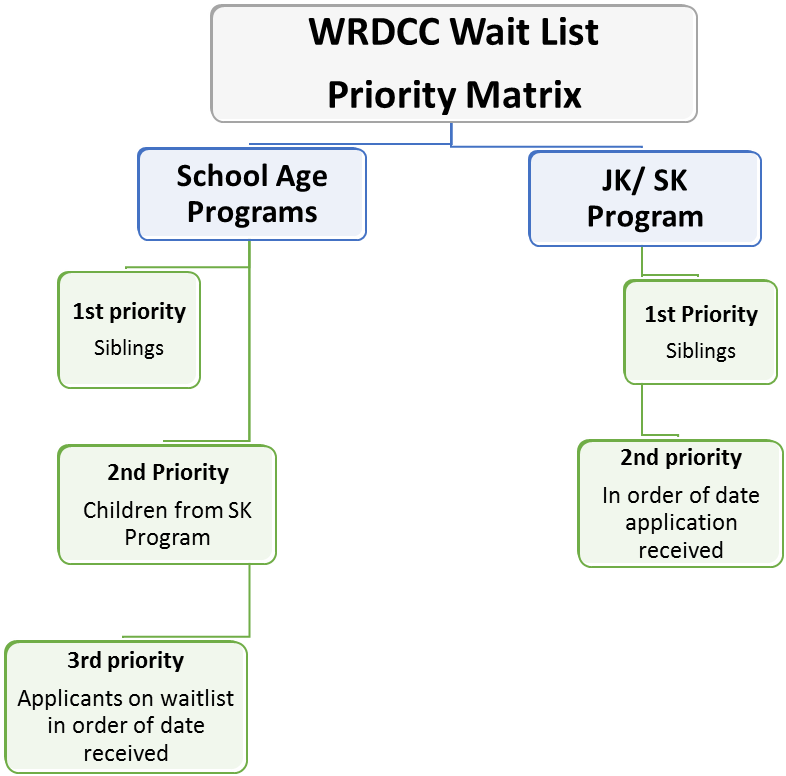 WRDCC Wait List
Priority Matrix
School Age
Programs
1st priority
Siblings
2nd Priority
Children from SK
Program
3rd priority
Applicants on waitlist
in order of date
received
JK/ SK
Program
1st Priority
Siblings
2nd priority
In order of date
application
received